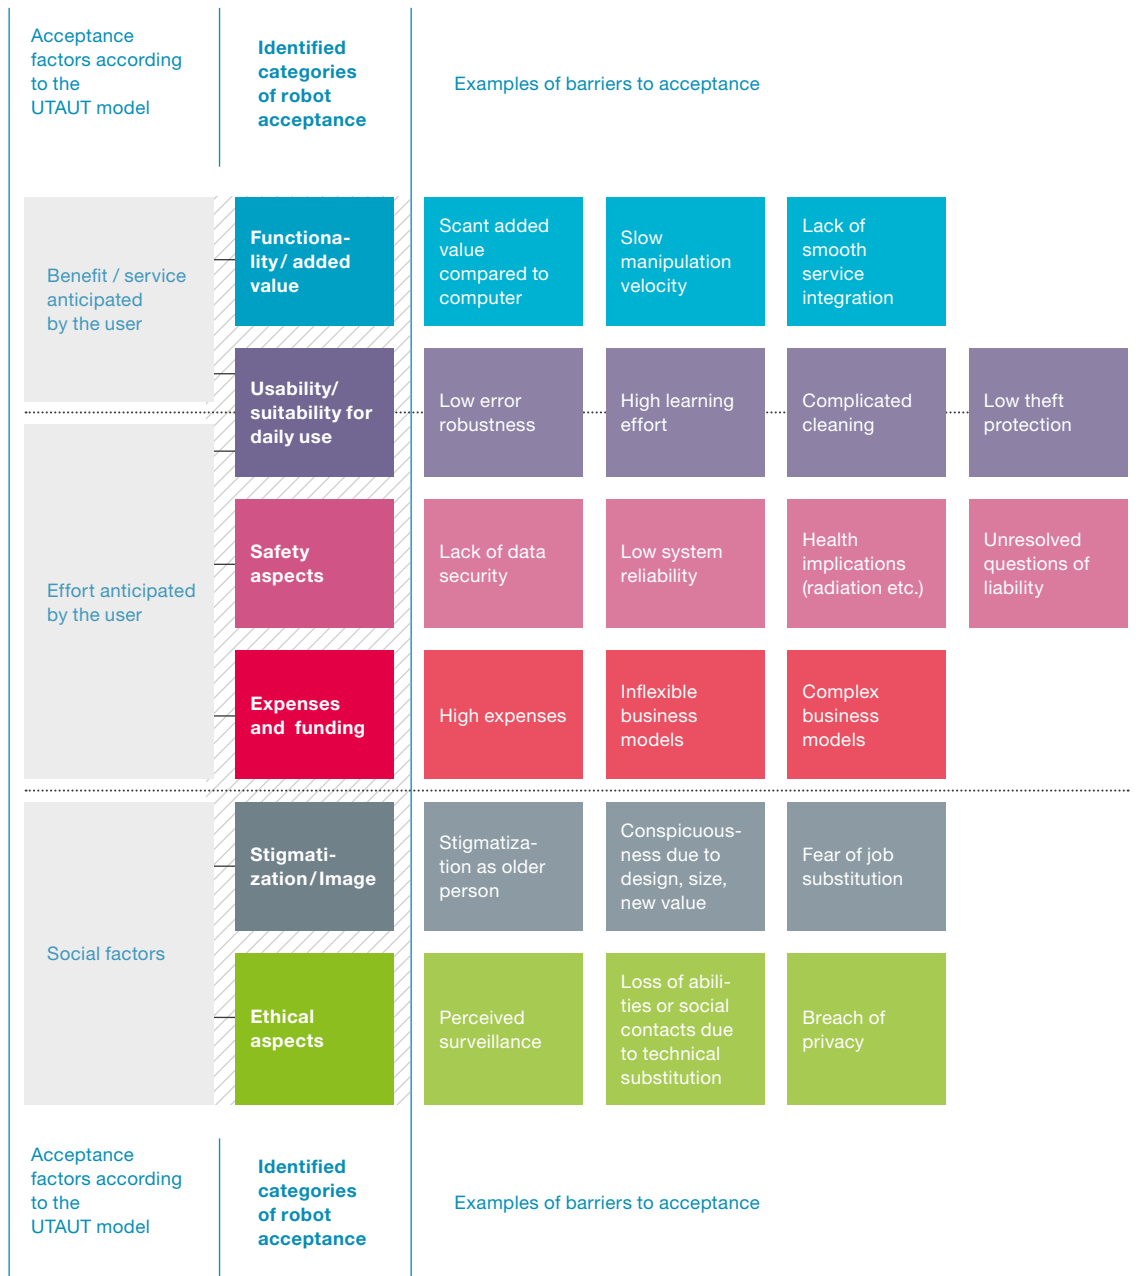 Acceptance
factors according
to the
UTAUT model
Identified
categories
of robot
acceptance
Examples of barriers to acceptance
Benefit / service
anticipated
by the user
Functiona-
lity / added
value
Scant added
value
compared to
computer
Slow
manipulation
velocity
Lack of
smooth
service
integration
Usability/
suitability for
daily use
Low error
robustness
High learning
effort
Complicated
cleaning
Low theft
protection
Effort anticipated
by the user
Safety
aspects
Lack of data
security
Low system
reliability
Health
implications
(radiation etc.)
Unresolved
questions of
liability
Expenses
and funding
High expenses
Inflexible
business
models
Complex
business
models
Social factors
Stigmati-
zation / Image
Stigmatiza-
tion as older
person
Conspicuous-
ness due to
design, size,
new value
Fear of job
substitution
Ethical
aspects
Perceived
surveillance
Loss of abili-
ties or social
contacts due
to technical
substitution
Breach of
privacy
Acceptance
factors according
to the
UTAUT model
Identified
categories
of robot
acceptance
Examples of barriers to acceptance